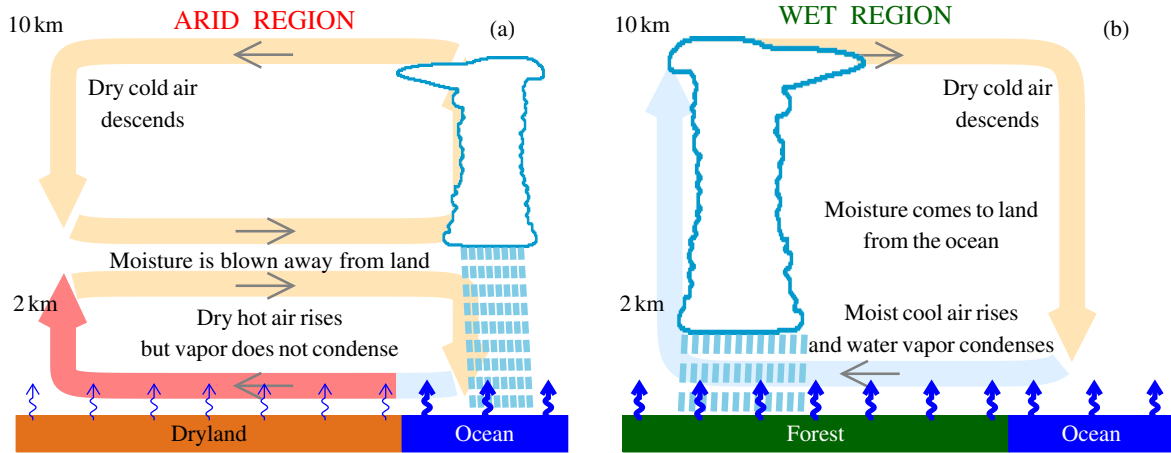 ARID REGION
10 km
(a)
Dry cold air
descends
Moisture is blown away from land
2 km
Dry hot air rises
but vapor does not condense
Dryland
Ocean
WET REGION
10 km
(b)
Dry cold air
descends
Moisture comes to land
from the ocean
2 km
Moist cool air rises
and water vapor condenses
Forest
Ocean